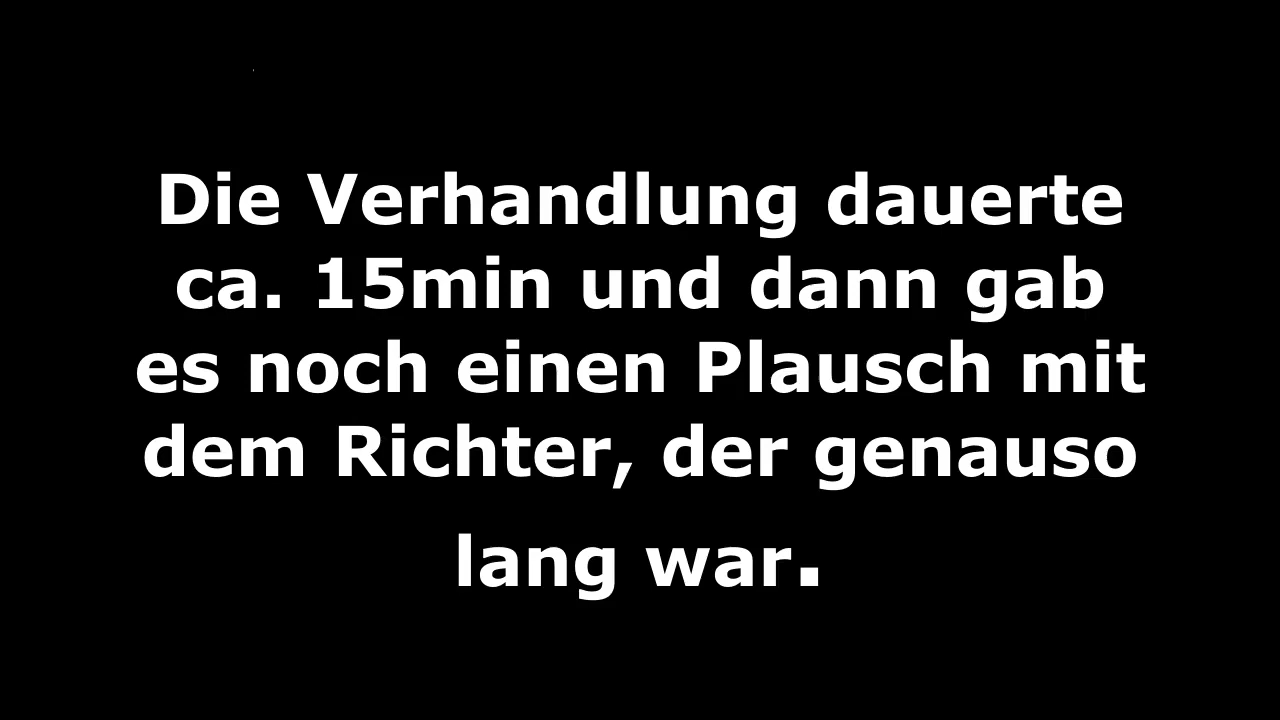 Die Verhandlung dauerte
ca. 15min und dann gab
es noch einen Plausch mit
dem Richter, der genauso
lang war.